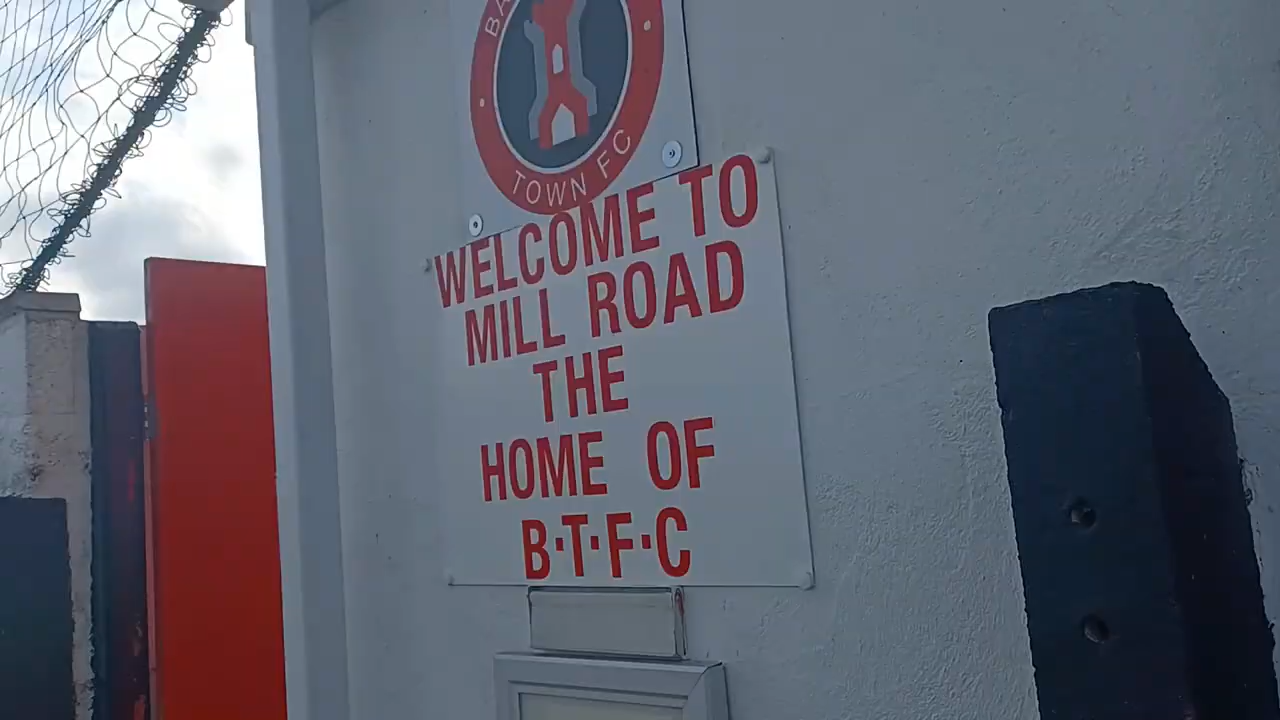 TOWN FC
WELCOME TO
MILL ROAD
THE
HOME OF
B·T·F·C